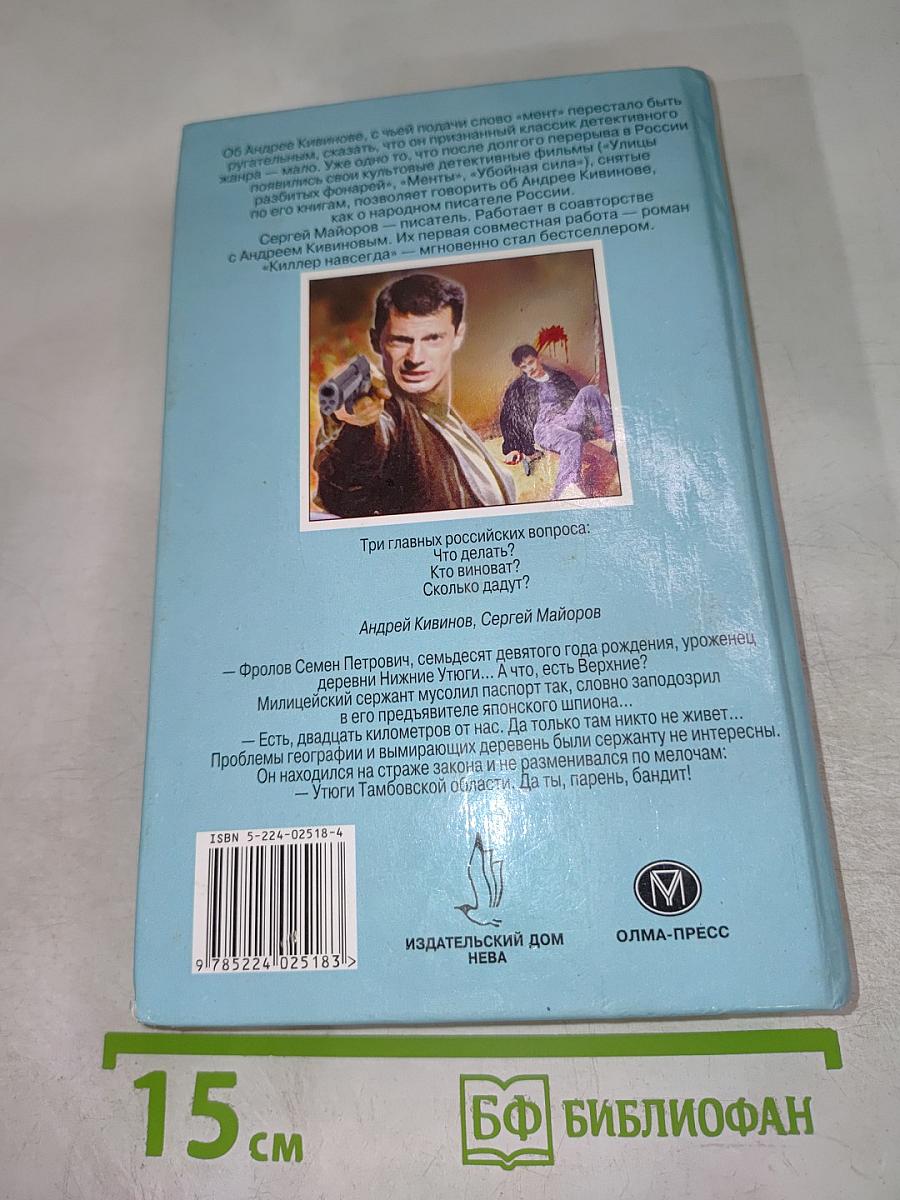 Об Андрее Кивинове, с чьей подачи слово «мент» перестало быть
ругательным, сказать, что он признанный классик детективного
жанра — мало. Уже одно то, что после долгого перерыва в России
появились свои культовые детективные фильмы («Улицы
разбитых фонарей», «Менты», «Убойная сила»), снятые
по его книгам, позволяет говорить об Андрее Кивинове,
как о народном писателе России.
Сергей Майоров — писатель. Работает в соавторстве
с Андреем Кивиновым. Их первая совместная работа — роман
«Киллер навсегда» — мгновенно стал бестселлером.
Три главных российских вопроса:
Что делать?
Кто виноват?
Сколько дадут?
Андрей Кивинов, Сергей Майоров
— Фролов Семен Петрович, семьдесят девятого года рождения, уроженец
деревни Нижние Утюги... А что, есть Верхние?
Милицейский сержант мусолил паспорт так, словно заподозрил
в его предъявителе японского шпиона...
— Есть, двадцать километров от нас. Да только там никто не живет...
Проблемы географии и вымирающих деревень были сержанту не интересны.
Он находился на страже закона и не разменивался по мелочам:
— Утюги Тамбовской области. Да ты, парень, бандит!
ISBN 5-224-02518-4
9 785224 025183 >
ИЗДАТЕЛЬСКИЙ ДОМ
НЕВА
ОЛМА-ПРЕСС
15 см
БФ БИБЛИОФАН